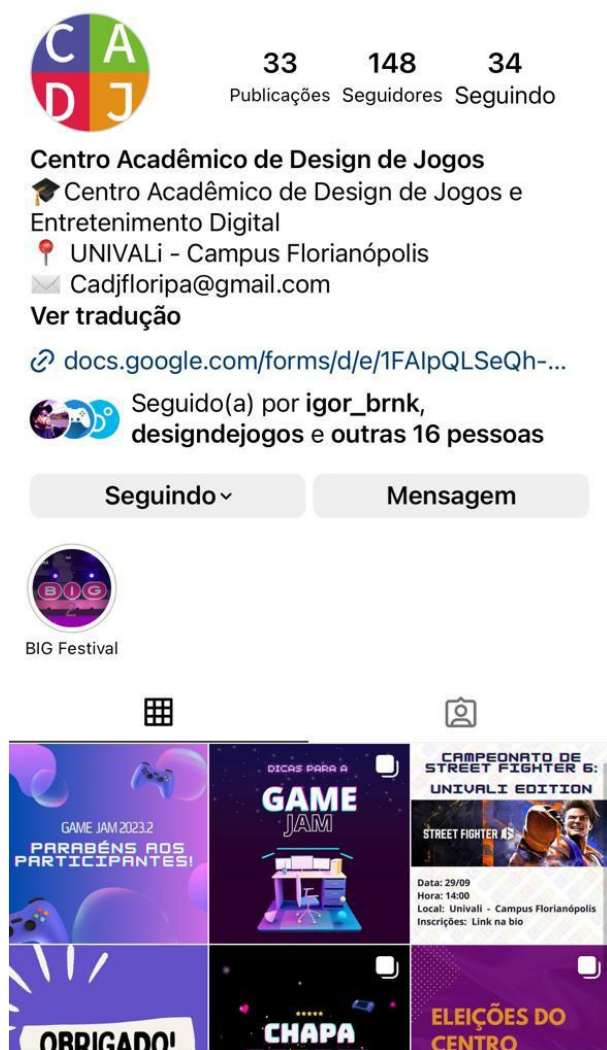 C A
D J
33 148 34
Publicações Seguidores Seguindo
Centro Acadêmico de Design de Jogos
Centro Acadêmico de Design de Jogos e
Entretenimento Digital
UNIVALi - Campus Florianópolis
Cadjfloripa@gmail.com
Ver tradução
docs.google.com/forms/d/e/1FAIpQLSeQh-...
Seguido(a) por igor_brnk,
designdejogos e outras 16 pessoas
Seguindo
Mensagem
BIG
BIG Festival
GAME JAM 2023.2
PARABÉNS AOS
PARTICIPANTES!
DICAS PARA A
GAME
JAM
CAMPEONATO DE
STREET FIGHTER 6:
UNIVALI EDITION
STREET FIGHTER 6
Data: 29/09
Hora: 14:00
Local: Univali - Campus Florianópolis
Inscrições: Link na bio
OBRIGADO!
CHAPA
ELEIÇÕES DO
CENTRO